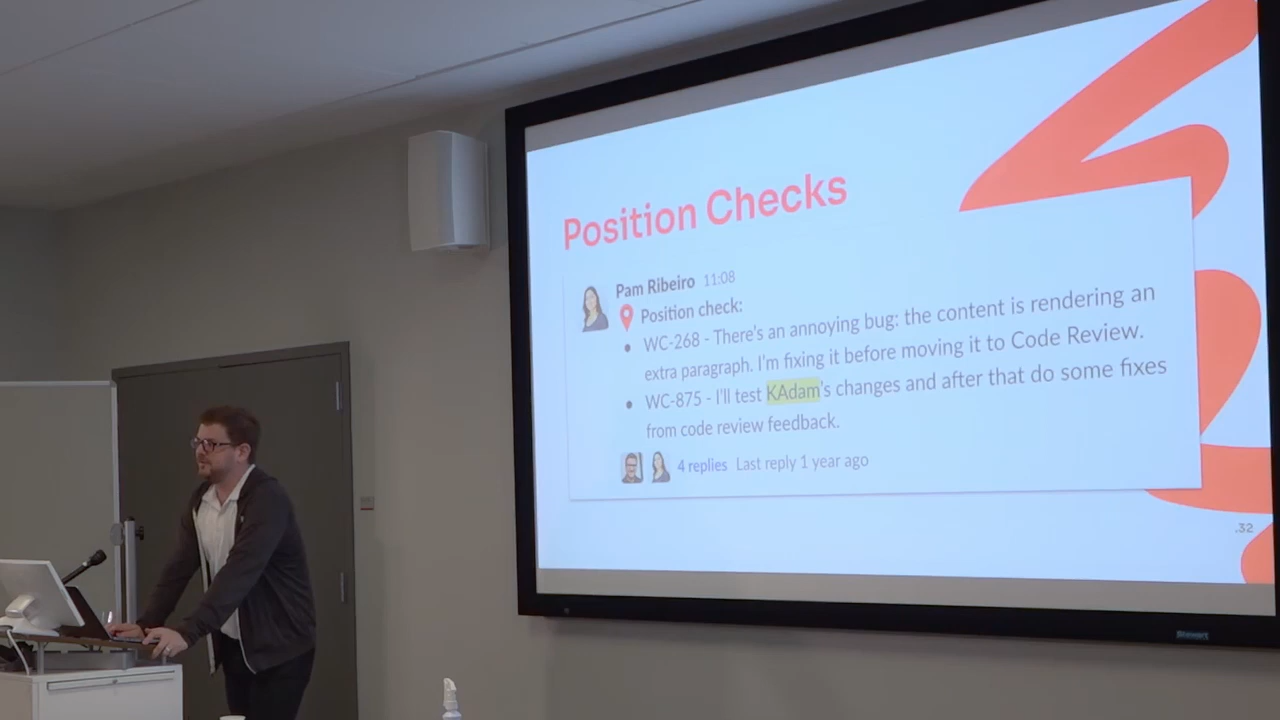 Position Checks
Pam Ribeiro 11:08
Position check:
WC-268 - There's an annoying bug: the content is rendering an
extra paragraph. I'm fixing it before moving it to Code Review.
WC-875 - I'll test KAdam's changes and after that do some fixes
from code review feedback.
4 replies Last reply 1 year ago
.32
Stewart